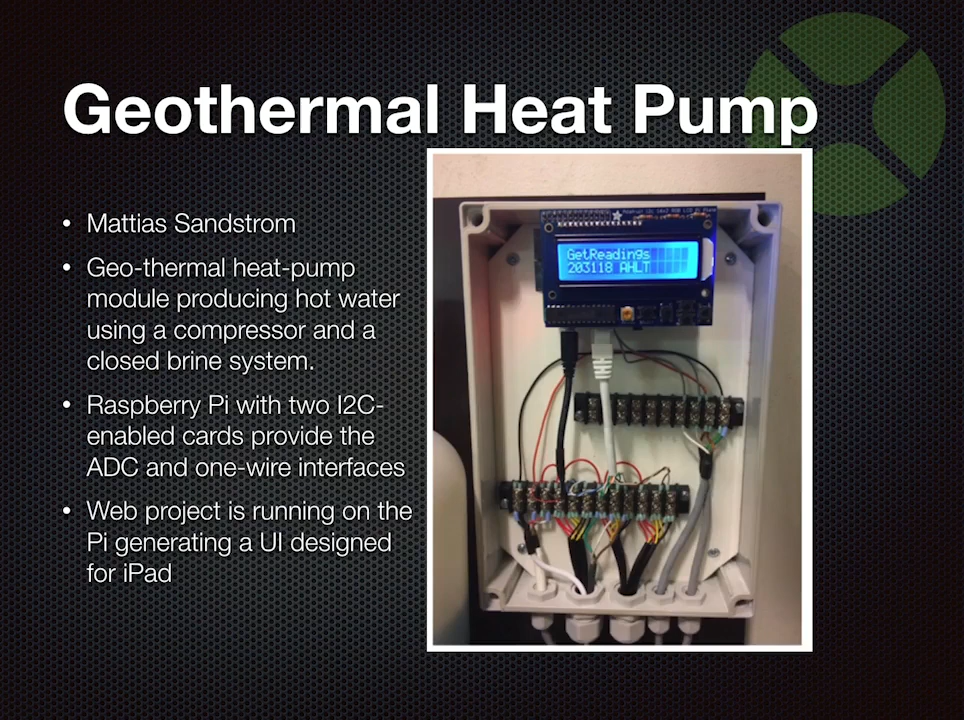 Geothermal Heat Pump
• Mattias Sandstrom
• Geo-thermal heat-pump
module producing hot water
using a compressor and a
closed brine system.
• Raspberry Pi with two I2C-
enabled cards provide the
ADC and one-wire interfaces
• Web project is running on the
Pi generating a UI designed
for iPad
GetReadings
203118 AHLT